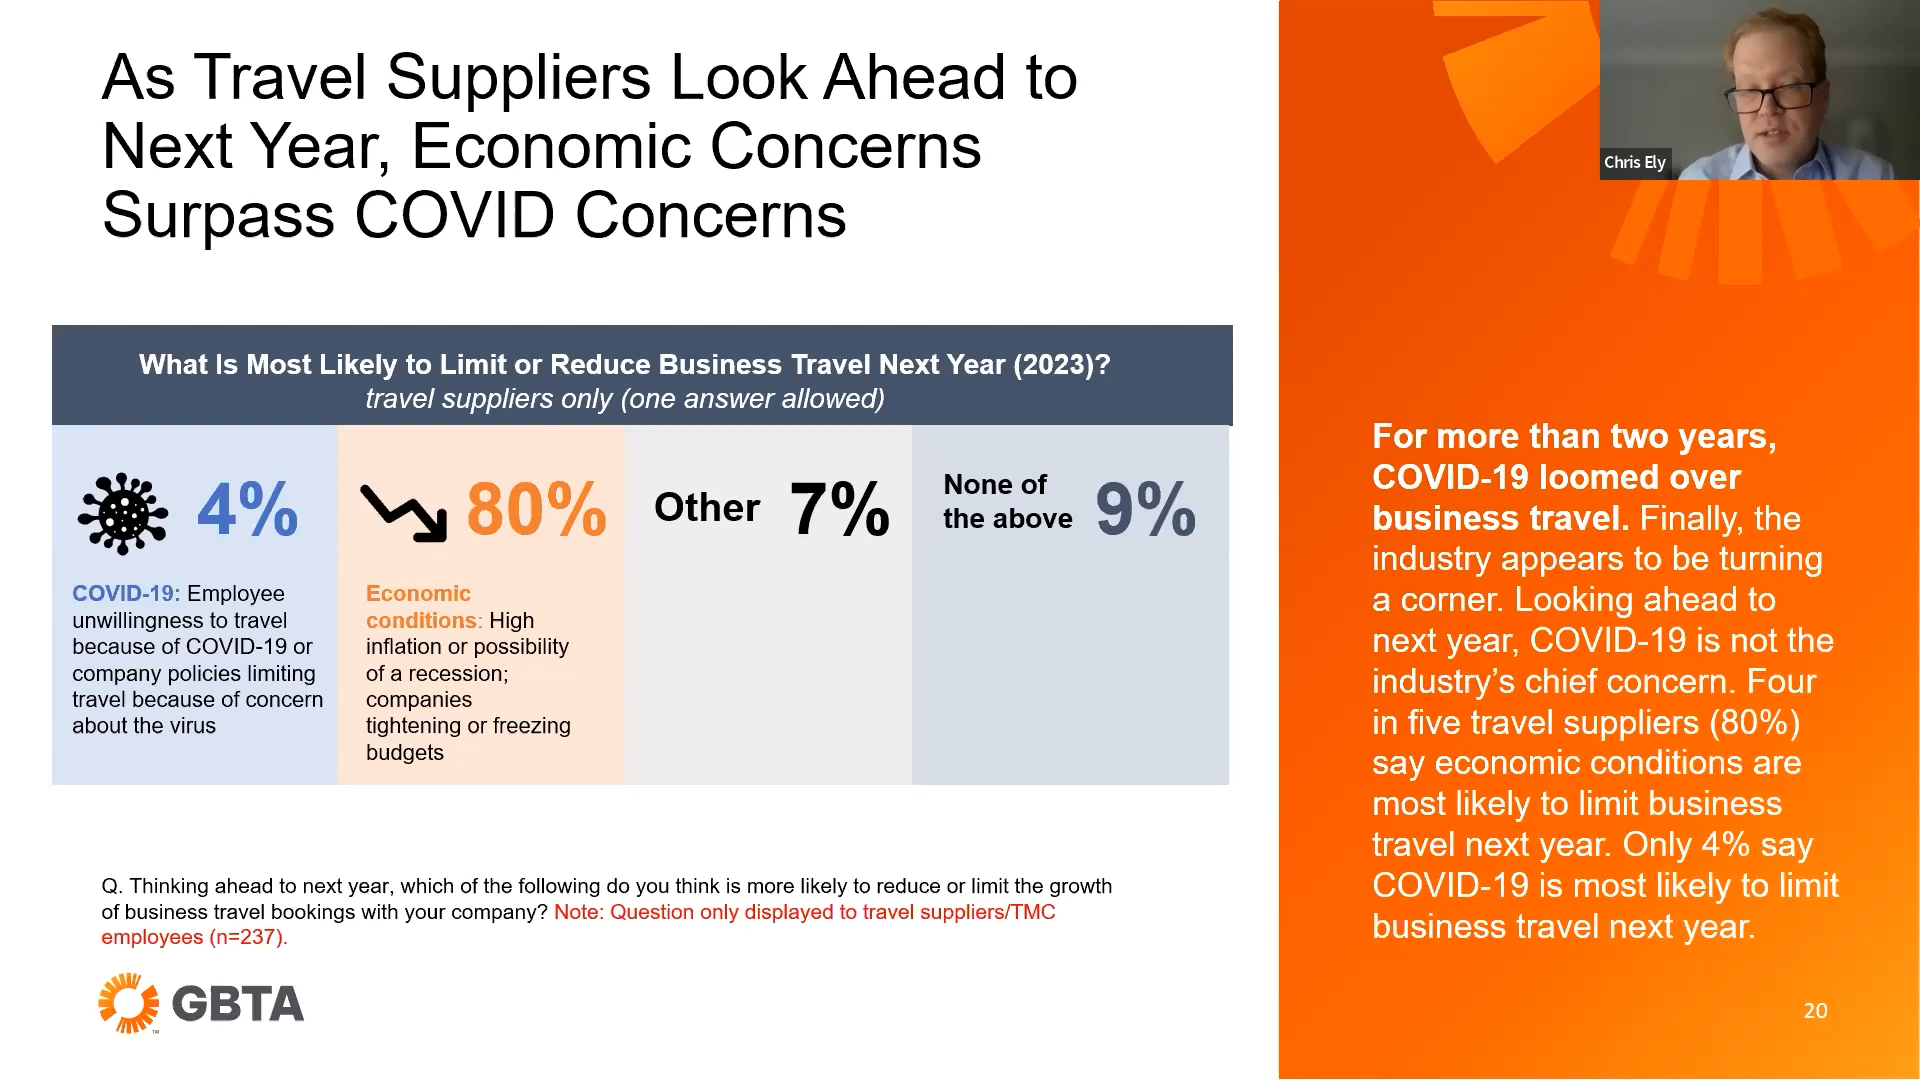 As Travel Suppliers Look Ahead to
Next Year, Economic Concerns
Surpass COVID Concerns
Chris Ely
What Is Most Likely to Limit or Reduce Business Travel Next Year (2023)?
travel suppliers only (one answer allowed)
4%
COVID-19: Employee
unwillingness to travel
because of COVID-19 or
company policies limiting
travel because of concern
about the virus
80%
Economic
conditions: High
inflation or possibility
of a recession;
companies
tightening or freezing
budgets
Other 7%
None of
the above
9%
For more than two years,
COVID-19 loomed over
business travel. Finally, the
industry appears to be turning
a corner. Looking ahead to
next year, COVID-19 is not the
industry’s chief concern. Four
in five travel suppliers (80%)
say economic conditions are
most likely to limit business
travel next year. Only 4% say
COVID-19 is most likely to limit
business travel next year.
Q. Thinking ahead to next year, which of the following do you think is more likely to reduce or limit the growth
of business travel bookings with your company? Note: Question only displayed to travel suppliers/TMC
employees (n=237).
GBTA
TM
20